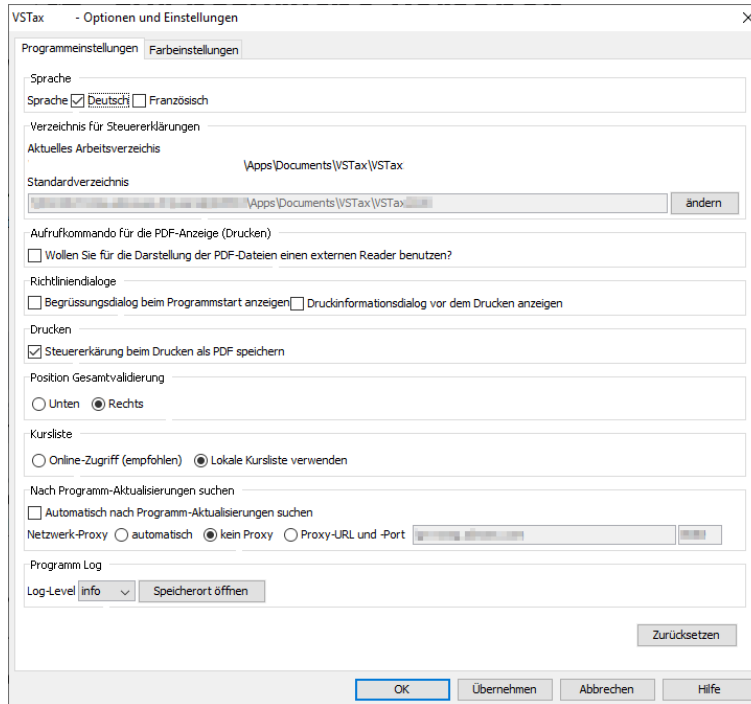 VSTax - Optionen und Einstellungen
Programmeinstellungen Farbeinstellungen
Sprache
Sprache Deutsch Französisch
Verzeichnis für Steuererklärungen
Aktuelles Arbeitsverzeichis
\Apps\Documents\VSTax\VSTax
Standardverzeichnis
\Apps\Documents\VSTax\VSTax ändern
Aufrufkommando für die PDF-Anzeige (Drucken)
Wollen Sie für die Darstellung der PDF-Dateien einen externen Reader benutzen?
Richtliniendialoge
Begrüssungsdialog beim Programmstart anzeigen Druckinformationsdialog vor dem Drucken anzeigen
Drucken
Steuererkärung beim Drucken als PDF speichern
Position Gesamtvalidierung
Unten Rechts
Kursliste
Online-Zugriff (empfohlen) Lokale Kursliste verwenden
Nach Programm-Aktualisierungen suchen
Automatisch nach Programm-Aktualisierungen suchen
Netzwerk-Proxy automatisch kein Proxy Proxy-URL und -Port
Programm Log
Log-Level info Speicherort öffnen
Zurücksetzen
OK Übernehmen Abbrechen Hilfe